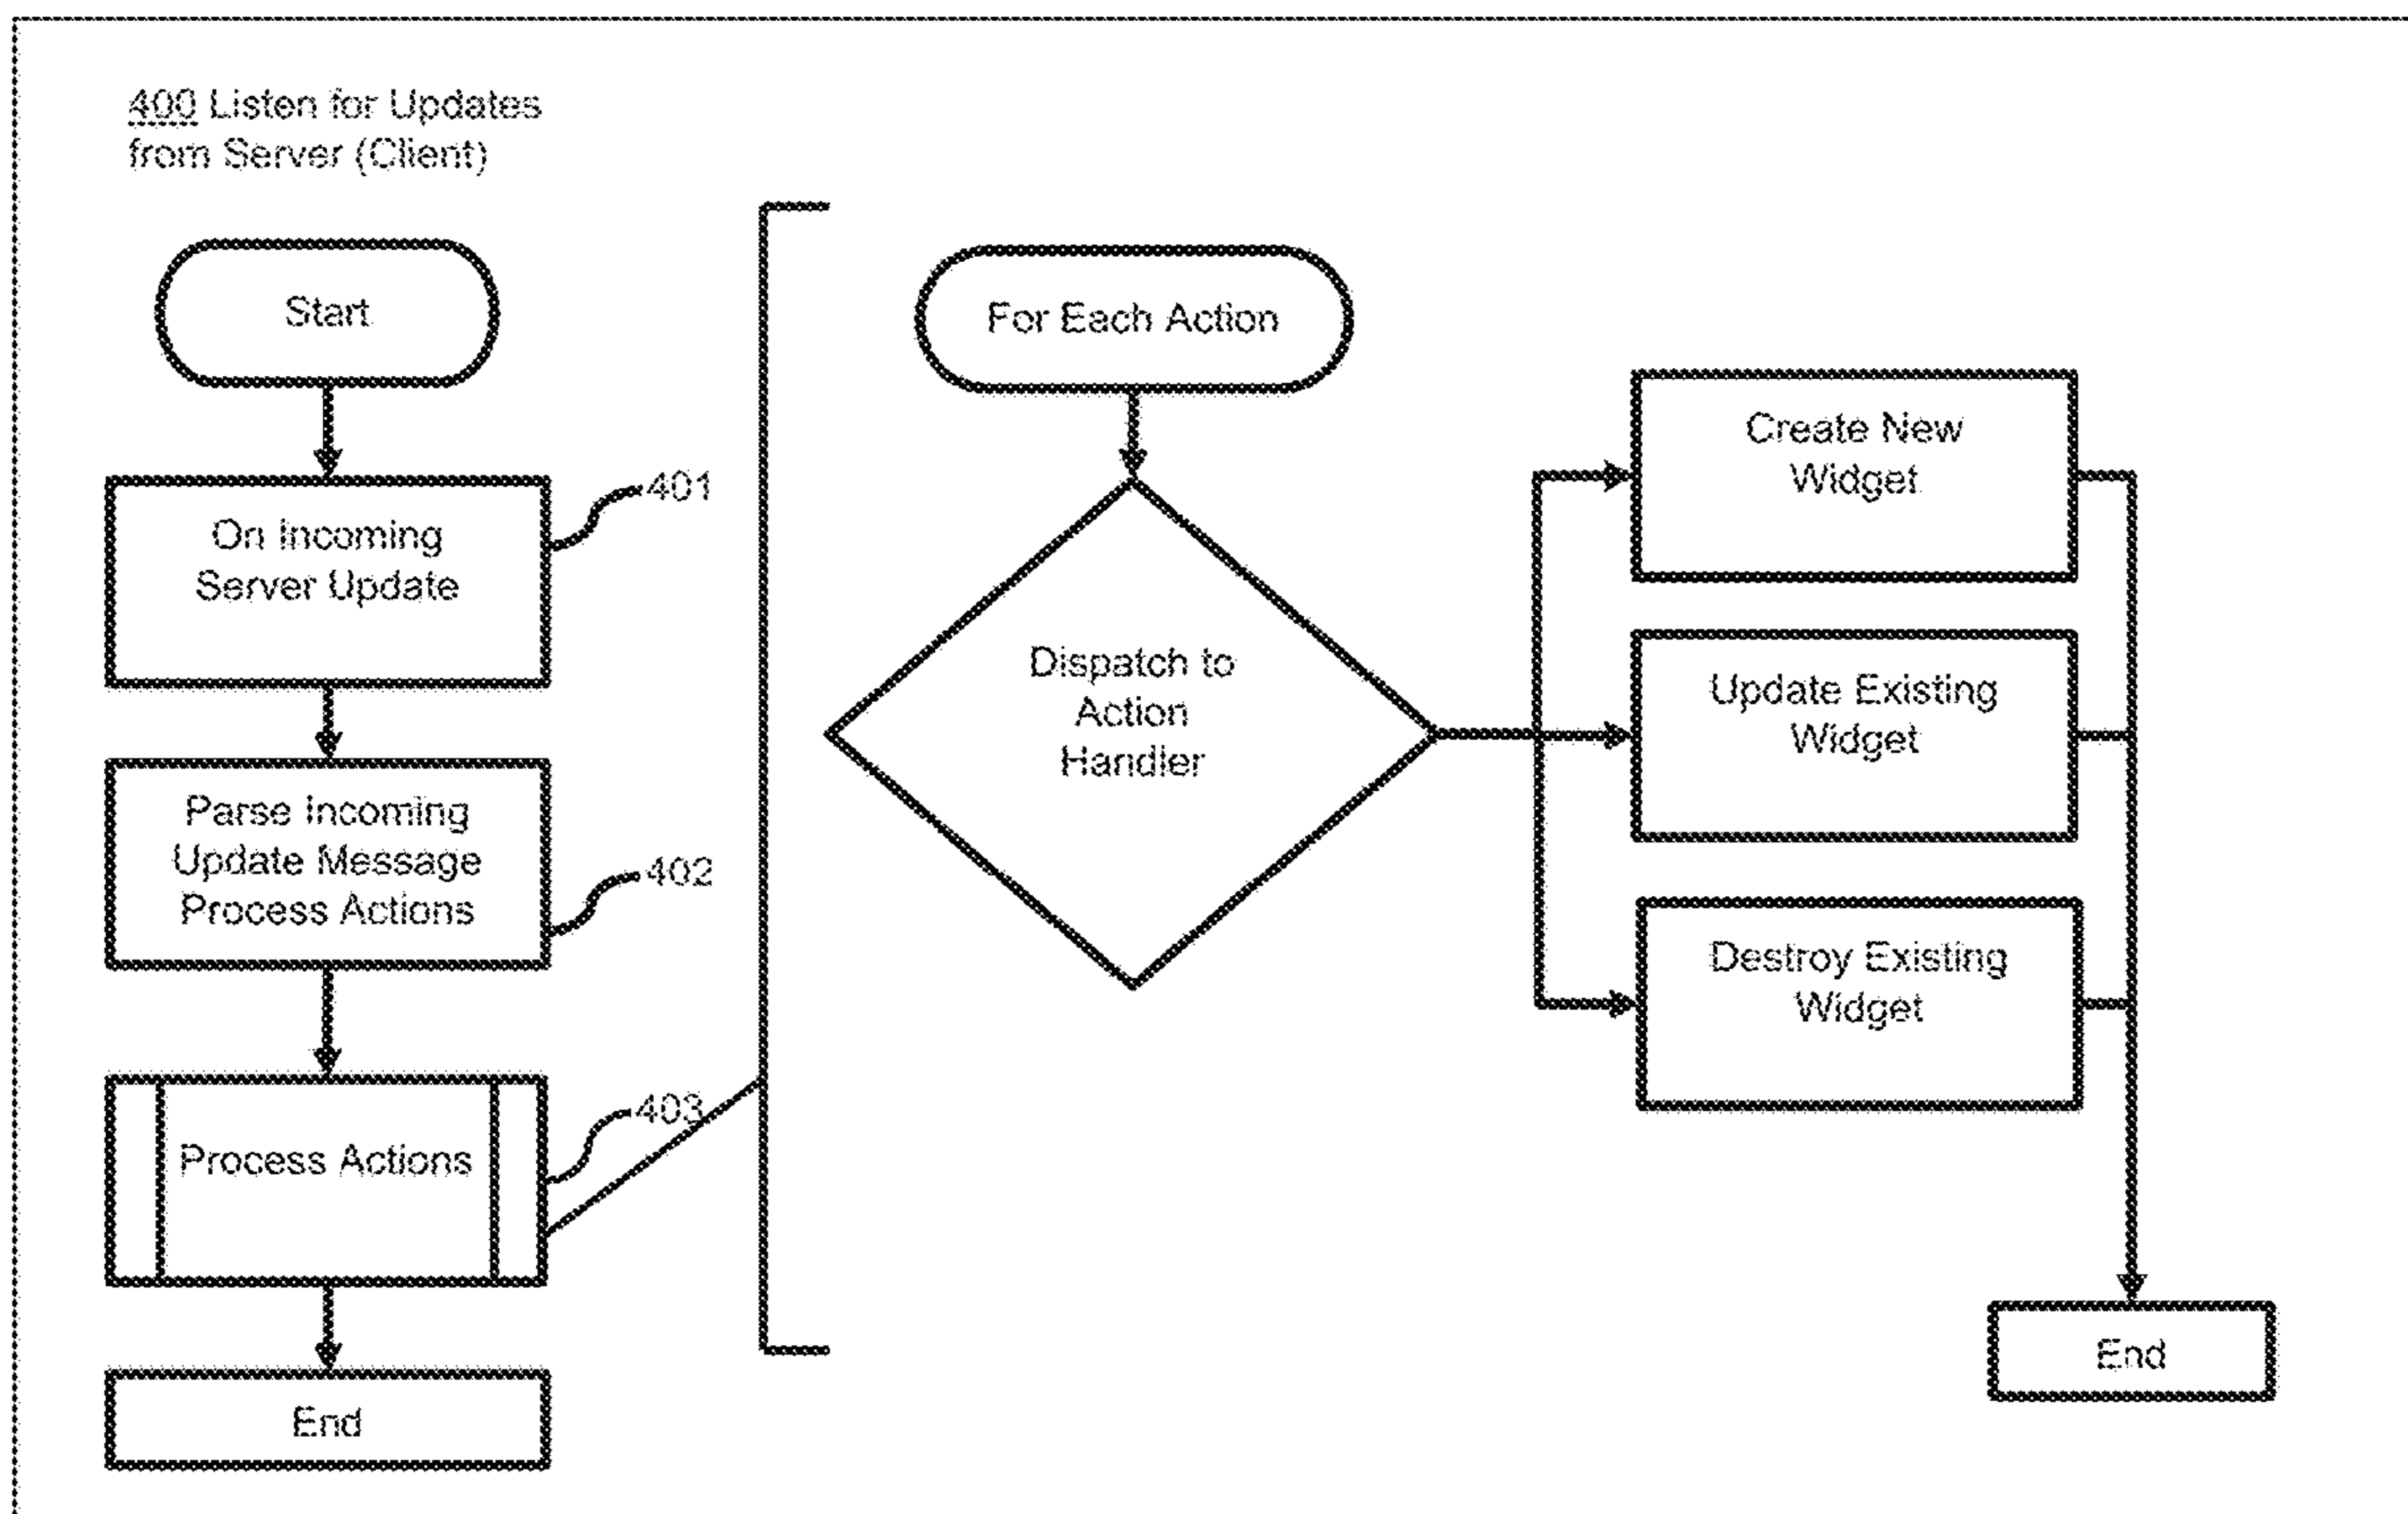 400 Listen for Updates
from Server (Client)
Start
On Incoming
Server Update
401
Parse Incoming
Update Message
Process Actions
402
Process Actions
403
End
For Each Action
Dispatch to
Action
Handler
Create New
Widget
Update Existing
Widget
Destroy Existing
Widget
End